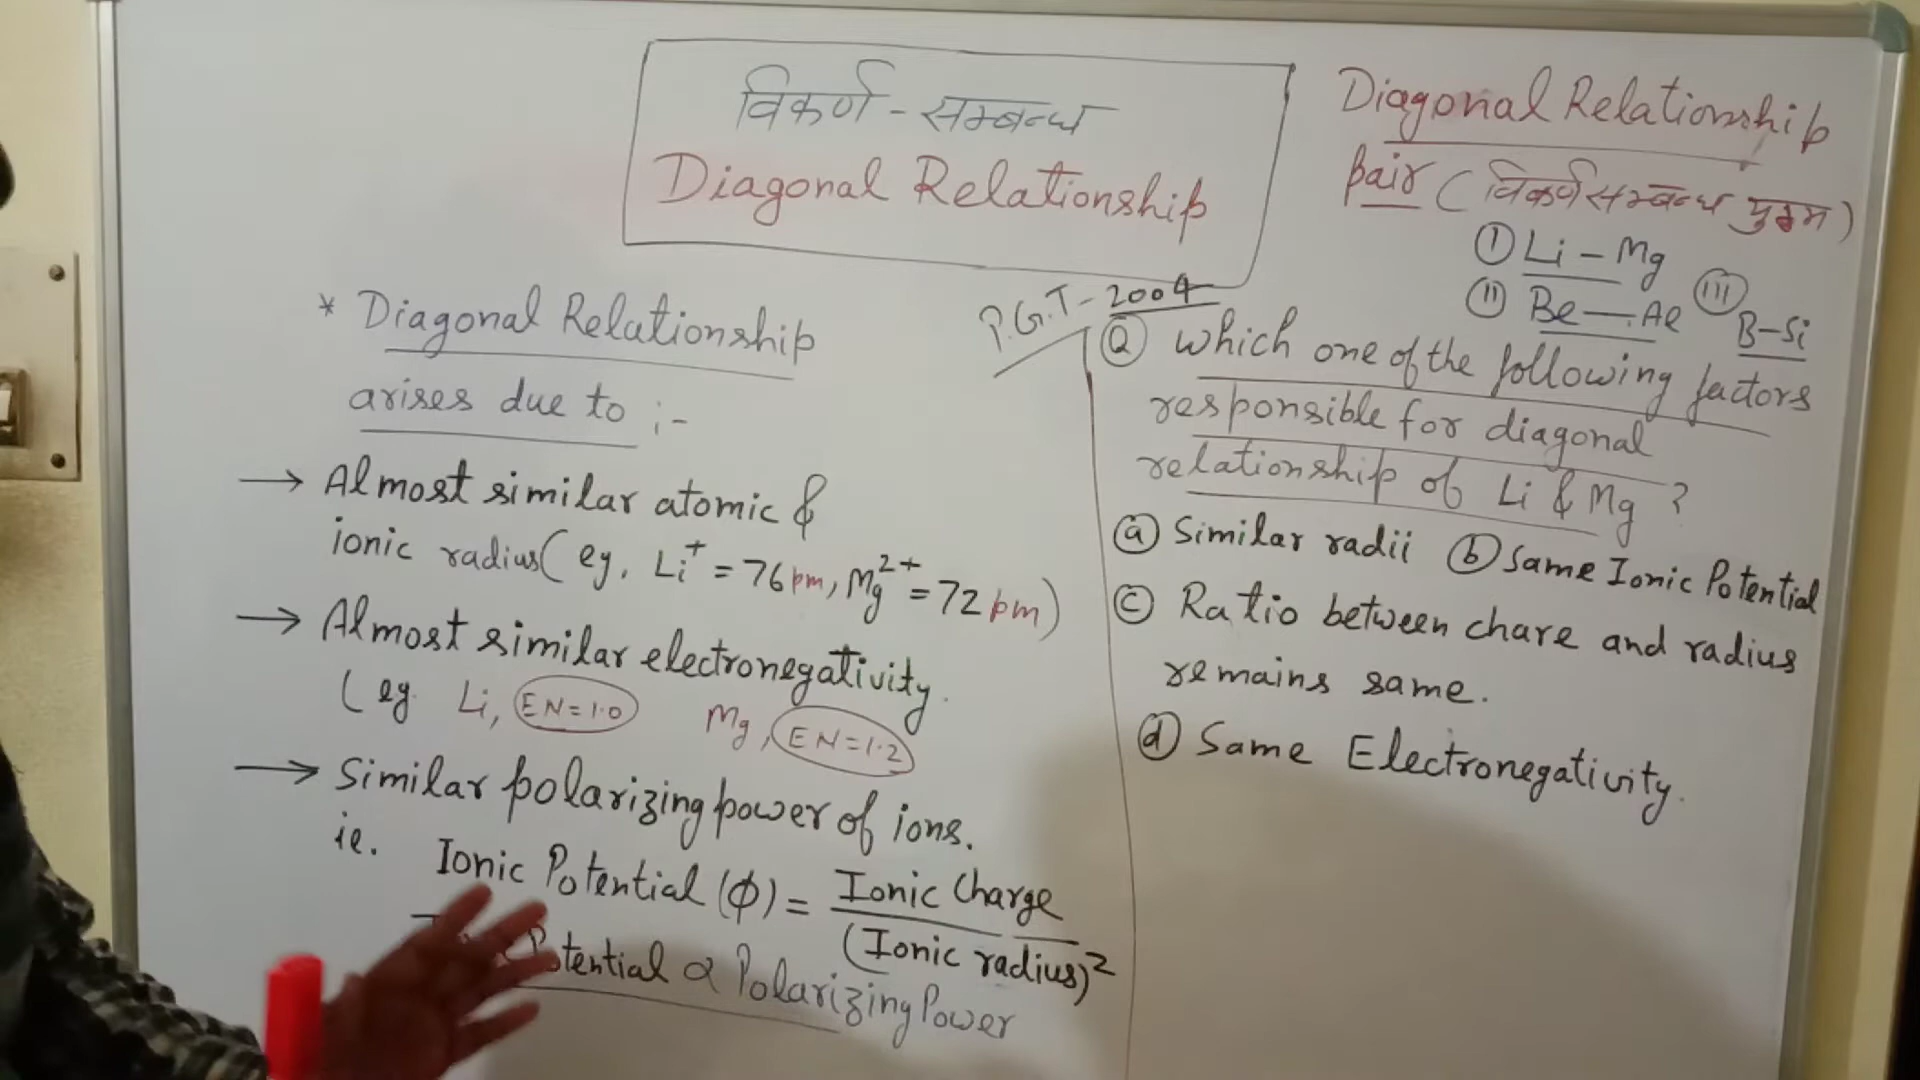 विकर्ण - सम्बन्ध
Diagonal Relationship
* Diagonal Relationship
arises due to :-
→ Almost similar atomic &
ionic radius (eg. Li⁺ = 76 pm, Mg²⁺ = 72 pm)
→ Almost similar electronegativity.
(eg. Li, EN=1.0 Mg, EN=1.2
→ Similar polarizing power of ions.
ie. Ionic Potential (ϕ) = Ionic Charge
(Ionic radius)²
Potential ∝ Polarizing Power
Diagonal Relationship
pair (विकर्ण सम्बन्ध युग्म)
(I) Li - Mg
(II) Be - Al (III) B-Si
P.G.T - 2004
(Q) Which one of the following factors
responsible for diagonal
relationship of Li & Mg ?
(a) Similar radii (b) Same Ionic Potential
(c) Ratio between chare and radius
remains same.
(d) Same Electronegativity.